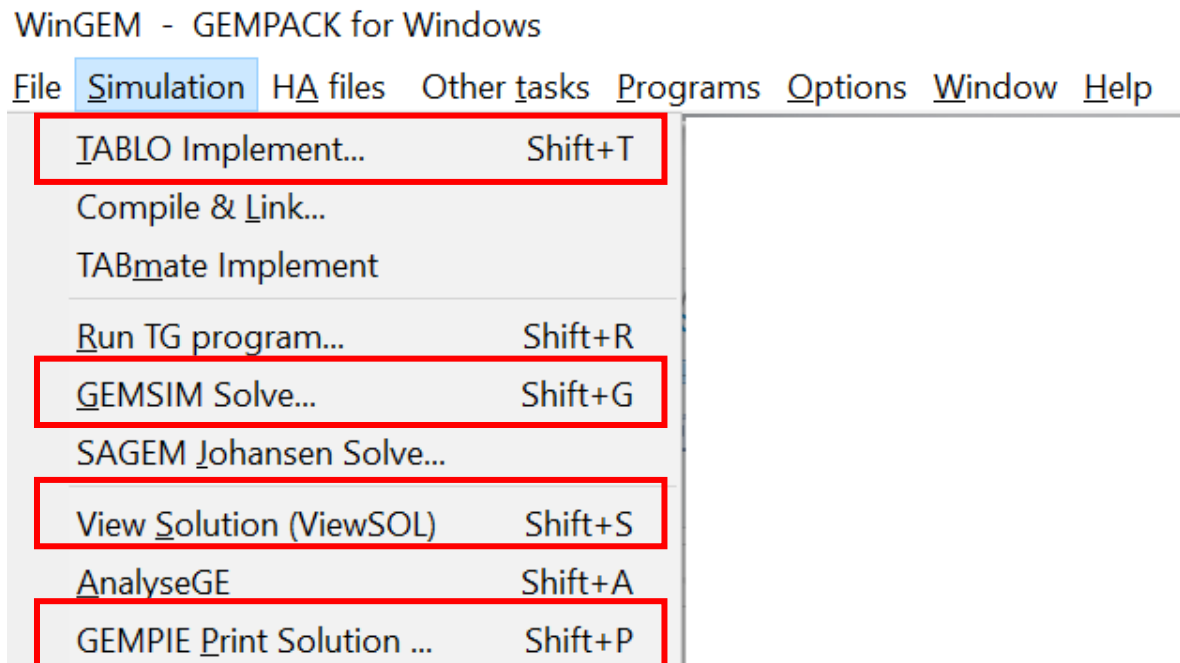 WinGEM - GEMPACK for Windows
File Simulation HA files Other tasks Programs Options Window Help
TABLO Implement... Shift+T
Compile & Link...
TABmate Implement
Run TG program... Shift+R
GEMSIM Solve... Shift+G
SAGEM Johansen Solve...
View Solution (ViewSOL) Shift+S
AnalyseGE Shift+A
GEMPIE Print Solution ... Shift+P